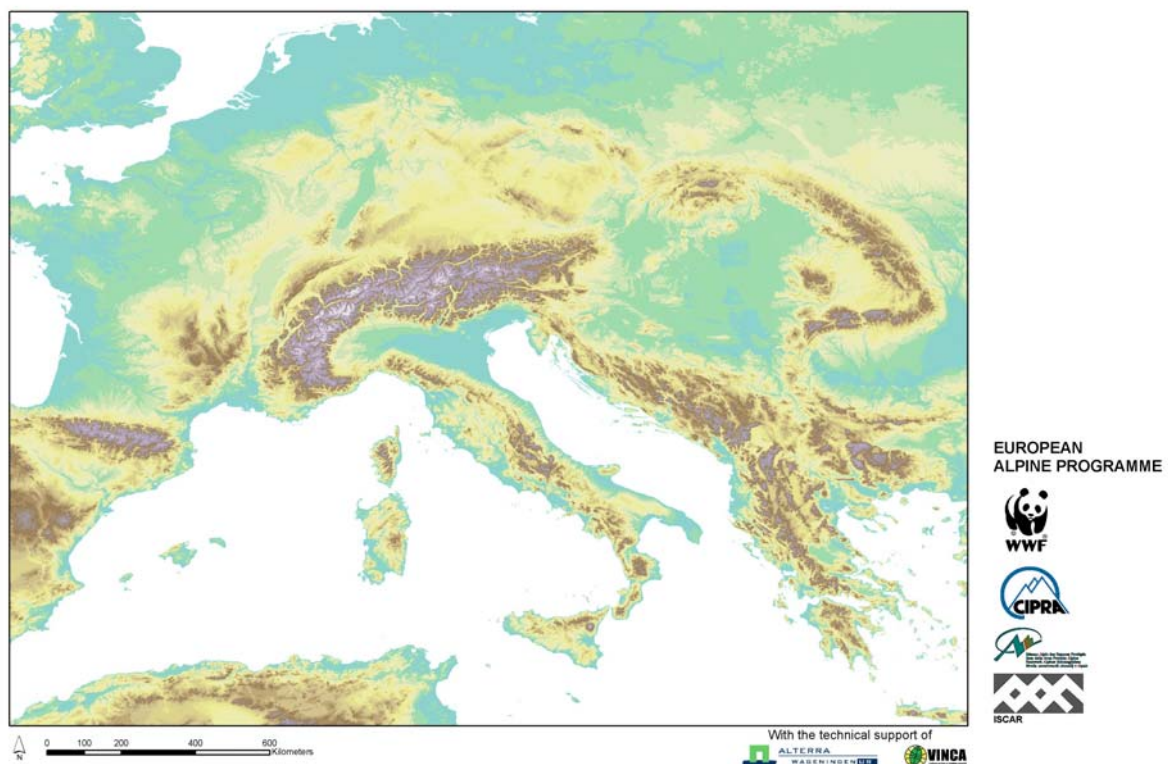 EUROPEAN
ALPINE PROGRAMME
WWF
CIPRA
ISCAR
N
0 100 200 400 600
Kilometers
With the technical support of
ALTERRA
WAGENINGEN UR
VINCA